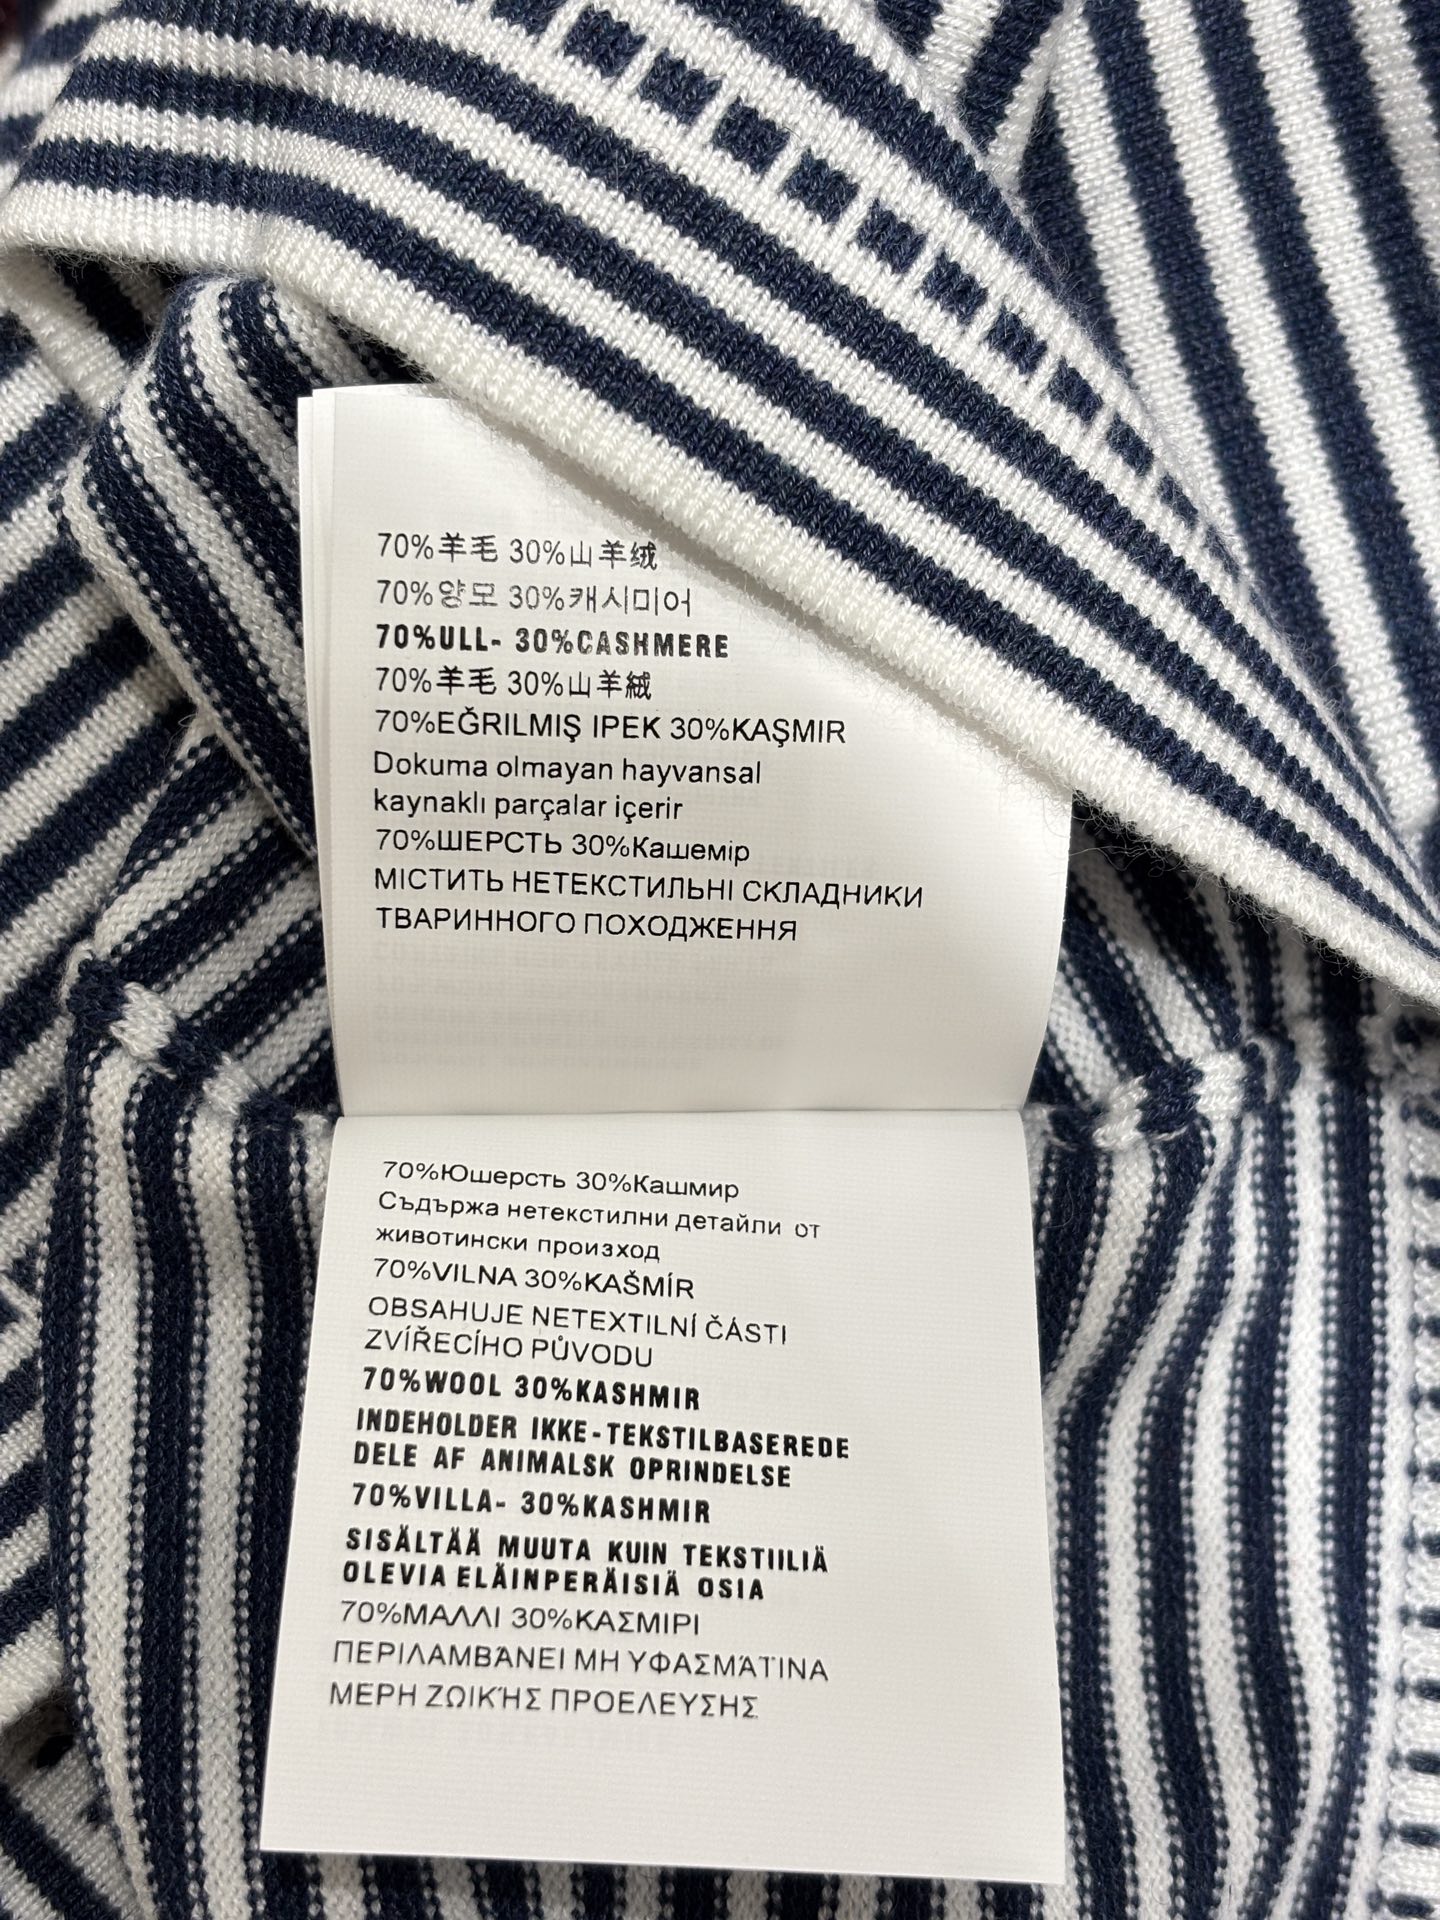 70%羊毛 30%山羊绒
70%양모 30%캐시미어
70%ULL- 30%CASHMERE
70%羊毛 30%山羊絨
70%EĞRILMIŞ IPEK 30%KAŞMIR
Dokuma olmayan hayvansal
kaynaklı parçalar içerir
70%ШЕРСТЬ 30%Кашемір
МІСТИТЬ НЕТЕКСТИЛЬНІ СКЛАДНИКИ
ТВАРИННОГО ПОХОДЖЕННЯ
70%Юшерсть 30%Кашмир
Съдържа нетекстилни детайли от
животински произход
70%VILNA 30%KAŠMÍR
OBSAHUJE NETEXTILNÍ ČÁSTI
ZVÍŘECÍHO PŮVODU
70%WOOL 30%KASHMIR
INDEHOLDER IKKE-TEKSTILBASEREDE
DELE AF ANIMALSK OPRINDELSE
70%VILLA- 30%KASHMIR
SISÄLTÄÄ MUUTA KUIN TEKSTIILIÄ
OLEVIA ELÄINPERÄISIÄ OSIA
70%ΜΑΛΛΙ 30%ΚΑΣΜΙΡΙ
ΠΕΡΙΛΑΜΒΆΝΕΙ ΜΗ ΥΦΑΣΜΆΤΙΝΑ
ΜΕΡΗ ΖΩΙΚΉΣ ΠΡΟΕΛΕΥΣΗΣ